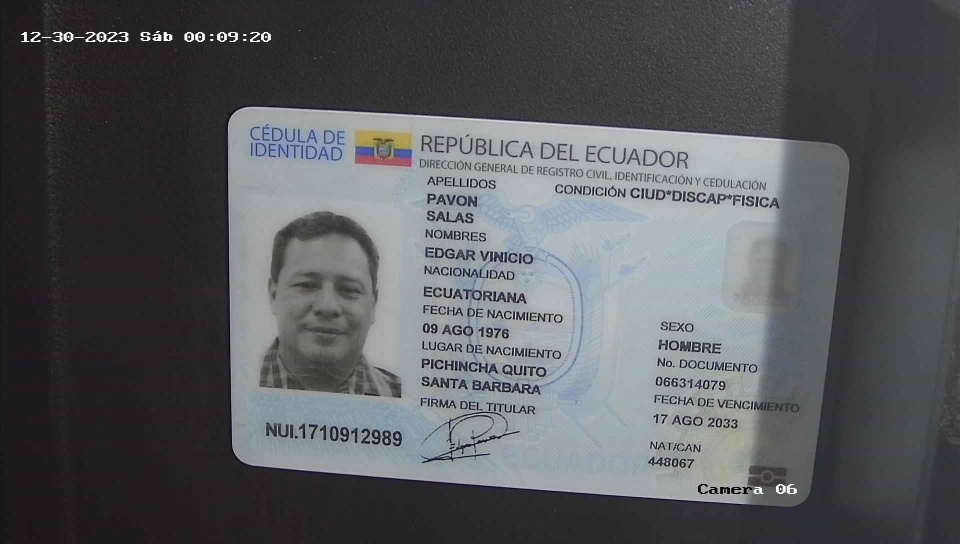 12-30-2023 Sáb 00:09:20
CÉDULA DE
IDENTIDAD
REPÚBLICA DEL ECUADOR
DIRECCIÓN GENERAL DE REGISTRO CIVIL, IDENTIFICACIÓN Y CEDULACIÓN
APELLIDOS
CONDICIÓN CIUD*DISCAP*FISICA
PAVON
SALAS
NOMBRES
EDGAR VINICIO
NACIONALIDAD
ECUATORIANA
FECHA DE NACIMIENTO
09 AGO 1976
LUGAR DE NACIMIENTO
PICHINCHA QUITO
SANTA BARBARA
FIRMA DEL TITULAR
SEXO
HOMBRE
No. DOCUMENTO
066314079
FECHA DE VENCIMIENTO
17 AGO 2033
NAT/CAN
448067
NUI.1710912989
Camera 06